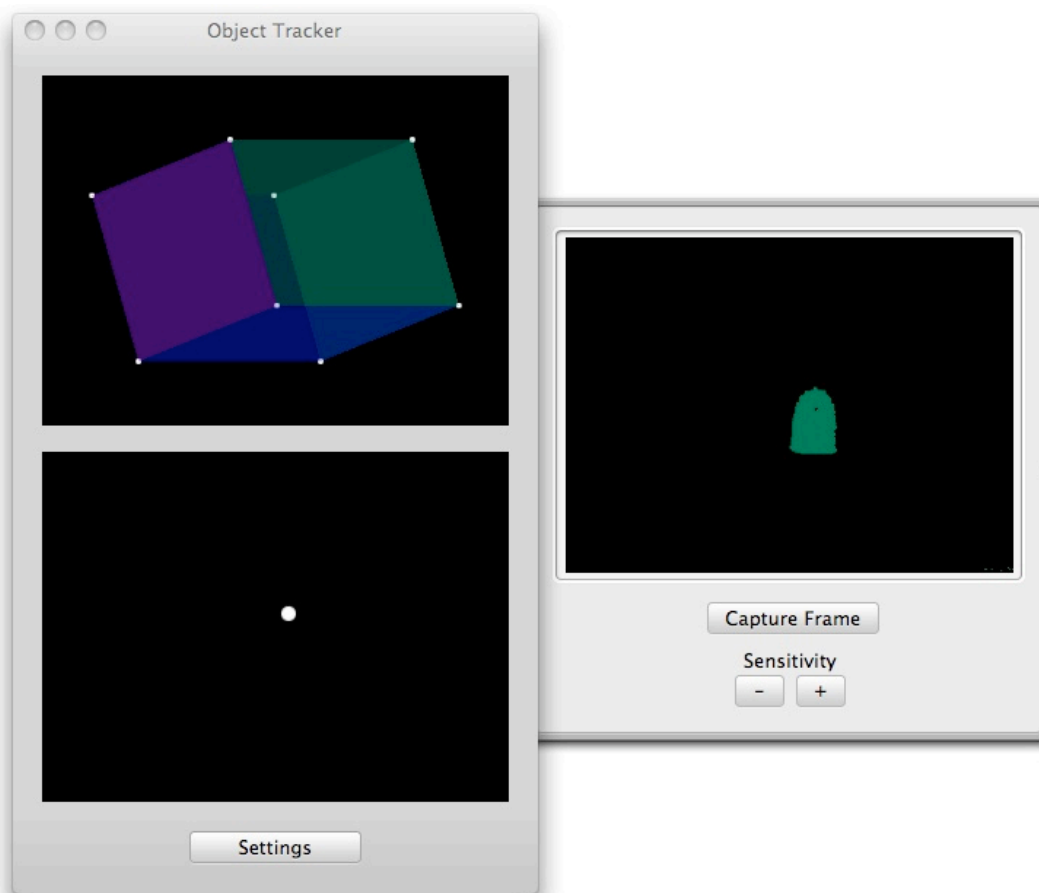 Object Tracker
Capture Frame
Sensitivity
- +
Settings